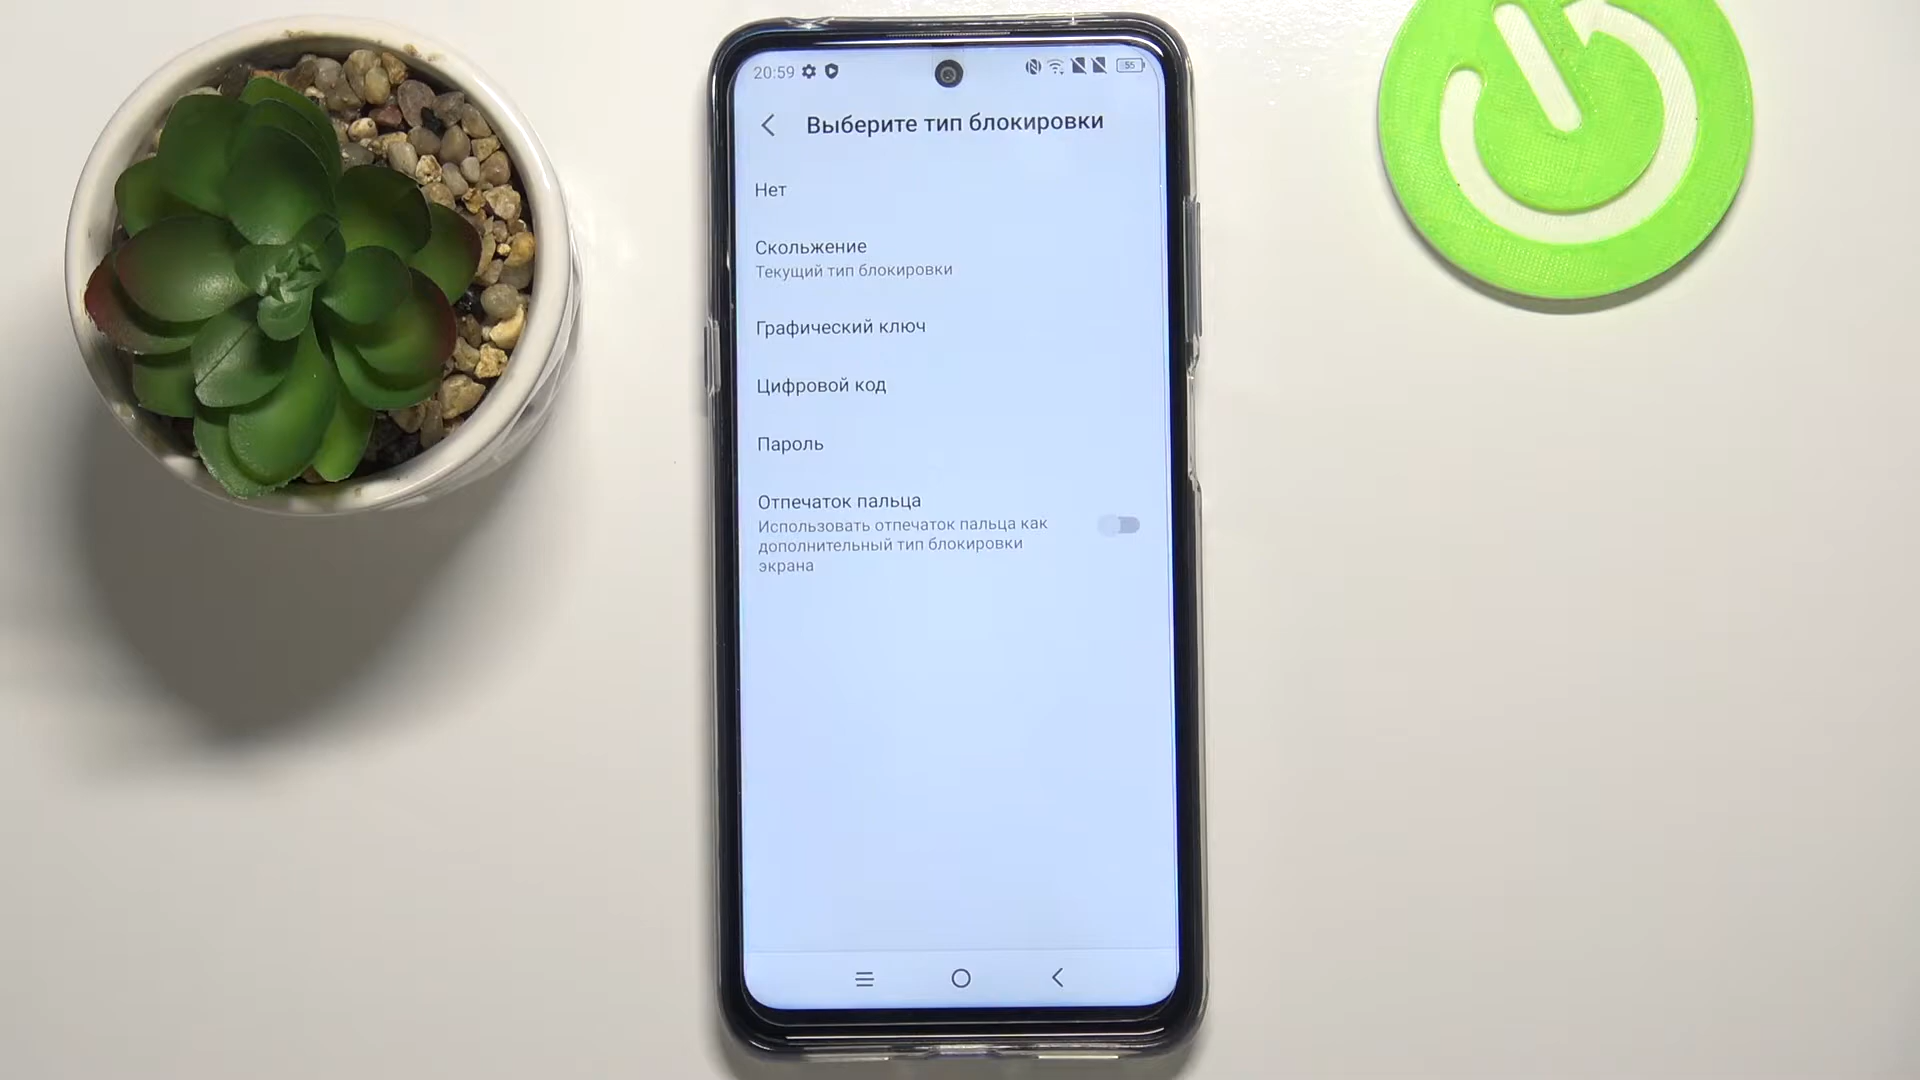 20:59
55
Выберите тип блокировки
Нет
Скольжение
Текущий тип блокировки
Графический ключ
Цифровой код
Пароль
Отпечаток пальца
Использовать отпечаток пальца как
дополнительный тип блокировки
экрана